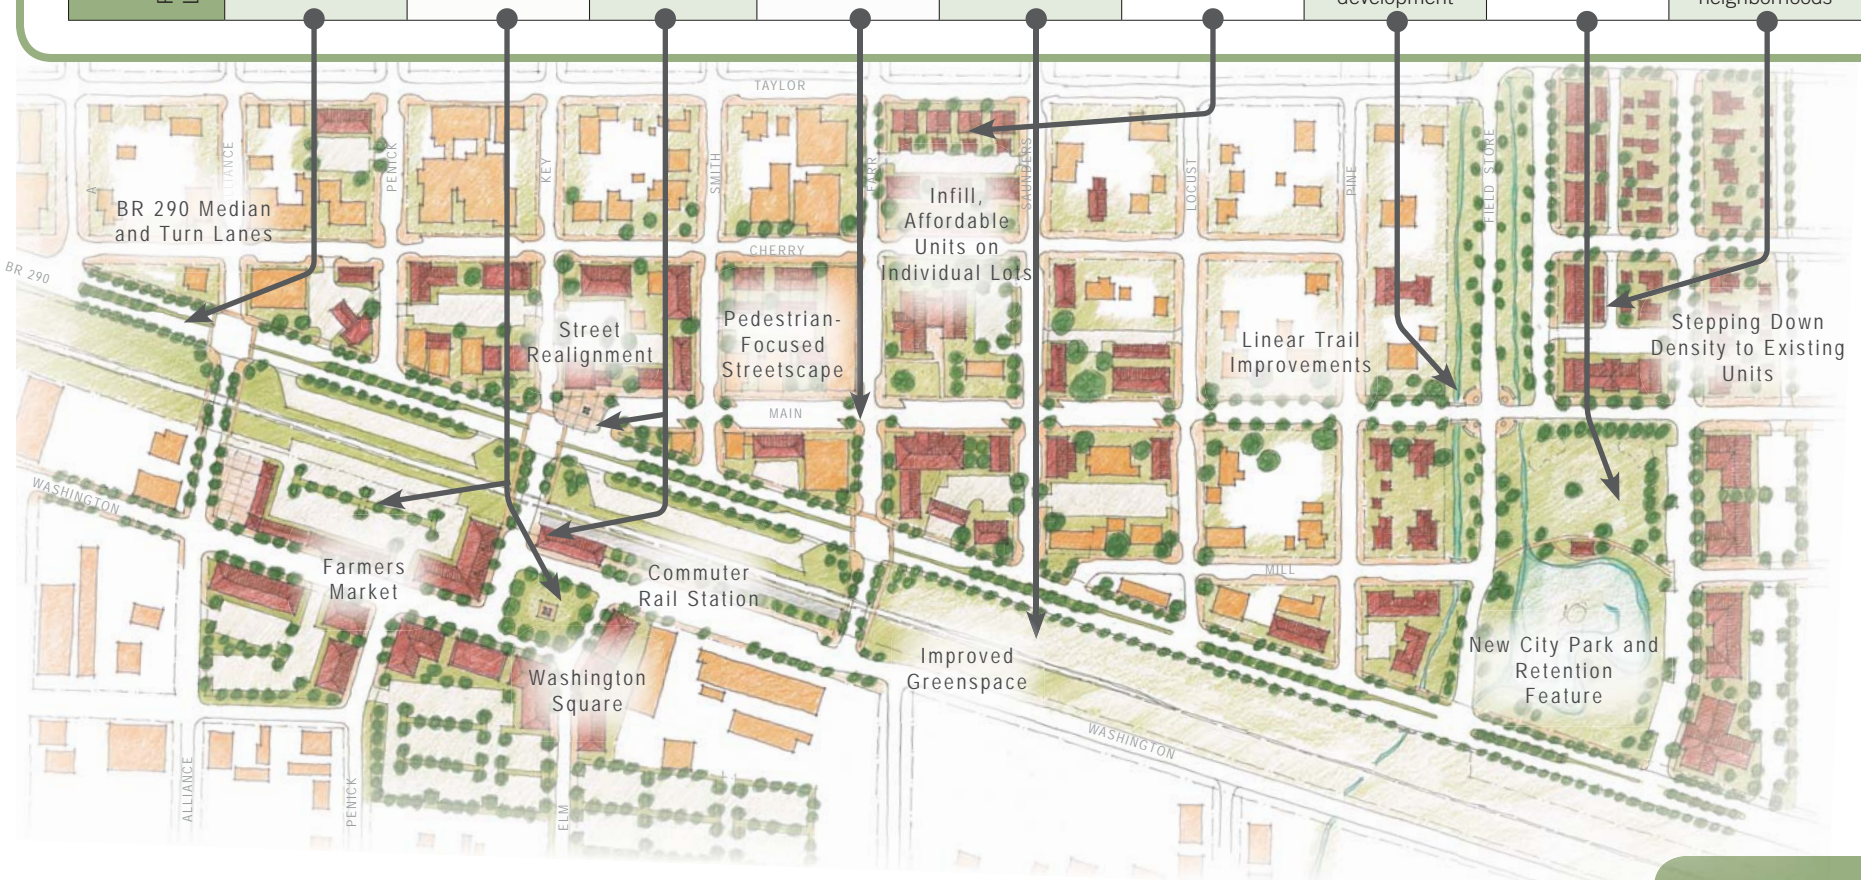 development
neighborhoods
TAYLOR
ALLIANCE
PENICK
KEY
SMITH
FARR
SAUNDERS
LOCUST
PINE
FIELD STORE
A
BR 290 Median
and Turn Lanes
BR 290
CHERRY
Infill,
Affordable
Units on
Individual Lots
Street
Realignment
Pedestrian-
Focused
Streetscape
Linear Trail
Improvements
Stepping Down
Density to Existing
Units
MAIN
WASHINGTON
Farmers
Market
Commuter
Rail Station
MILL
Washington
Square
Improved
Greenspace
New City Park and
Retention
Feature
WASHINGTON
ALLIANCE
PENICK
ELM